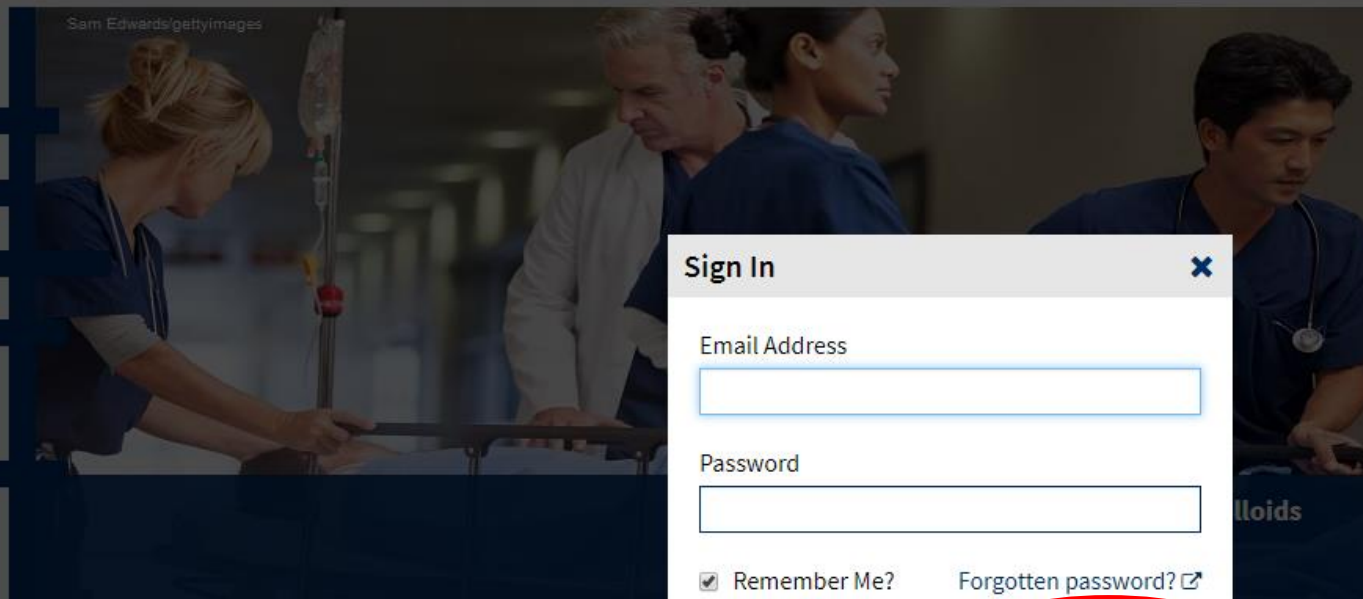 Sam Edwards/gettyimages
Sign In
Email Address
Password
lloids
Remember Me? Forgotten password?